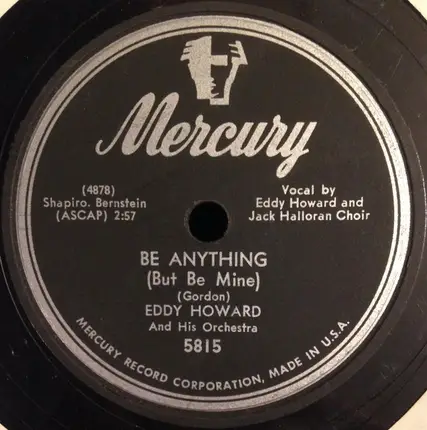 Mercury
(4878)
Shapiro. Bernstein
(ASCAP) 2:57
Vocal by
Eddy Howard and
Jack Halloran Choir
BE ANYTHING
(But Be Mine)
(Gordon)
EDDY HOWARD
And His Orchestra
5815
MERCURY RECORD CORPORATION, MADE IN U.S.A.